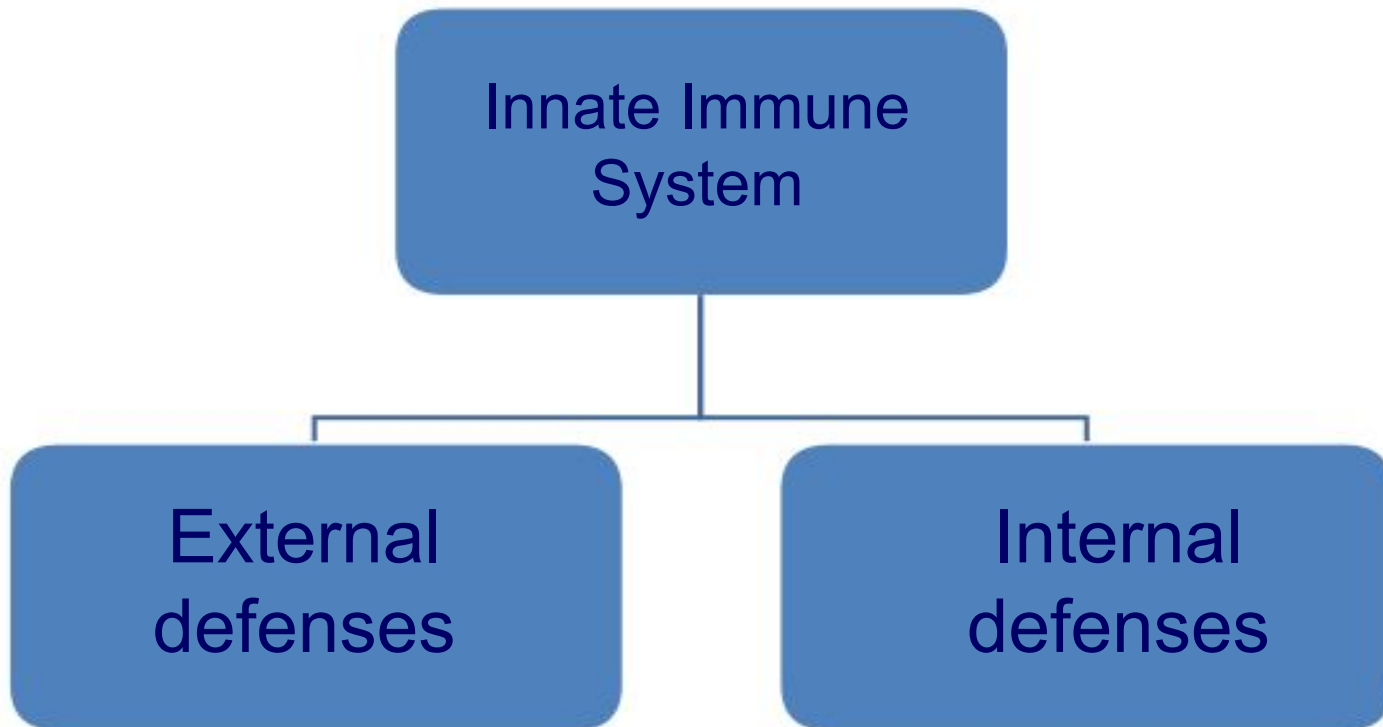 Innate Immune
System
External
defenses
Internal
defenses